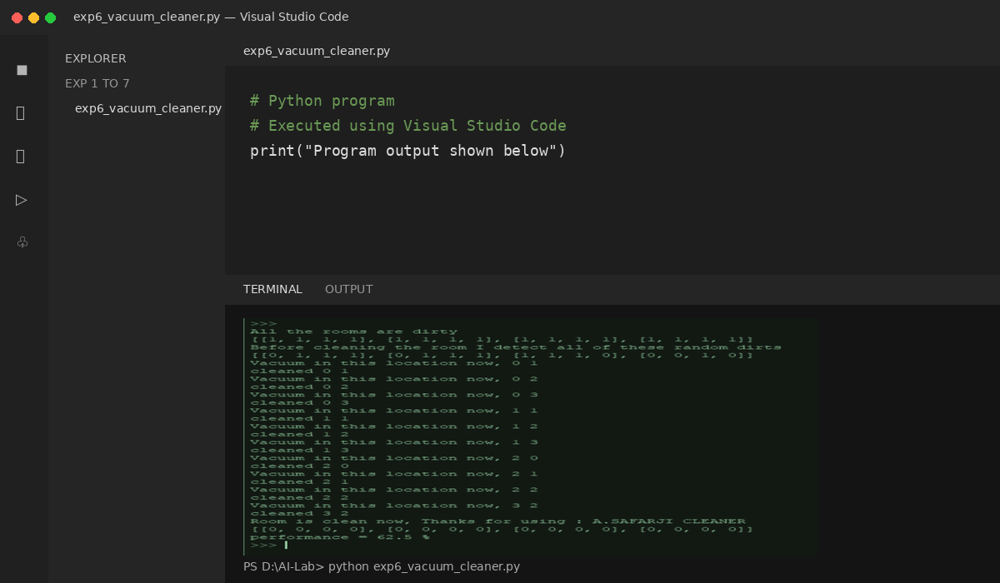 exp6_vacuum_cleaner.py — Visual Studio Code
EXPLORER
EXP 1 TO 7
exp6_vacuum_cleaner.py
exp6_vacuum_cleaner.py
# Python program
# Executed using Visual Studio Code
print("Program output shown below")
TERMINAL OUTPUT
>>>
All the rooms are dirty
[[1, 1, 1, 1], [1, 1, 1, 1], [1, 1, 1, 1], [1, 1, 1, 1]]
Before cleaning the room I detect all of these random dirts
[[0, 1, 1, 1], [0, 1, 1, 1], [1, 1, 1, 0], [0, 0, 1, 0]]
Vacuum in this location now, 0 1
cleaned 0 1
Vacuum in this location now, 0 2
cleaned 0 2
Vacuum in this location now, 0 3
cleaned 0 3
Vacuum in this location now, 1 1
cleaned 1 1
Vacuum in this location now, 1 2
cleaned 1 2
Vacuum in this location now, 1 3
cleaned 1 3
Vacuum in this location now, 2 0
cleaned 2 0
Vacuum in this location now, 2 1
cleaned 2 1
Vacuum in this location now, 2 2
cleaned 2 2
Vacuum in this location now, 3 2
cleaned 3 2
Room is clean now, Thanks for using : A.SAFARJI CLEANER
[[0, 0, 0, 0], [0, 0, 0, 0], [0, 0, 0, 0], [0, 0, 0, 0]]
performance = 62.5 %
>>>
PS D:\AI-Lab> python exp6_vacuum_cleaner.py